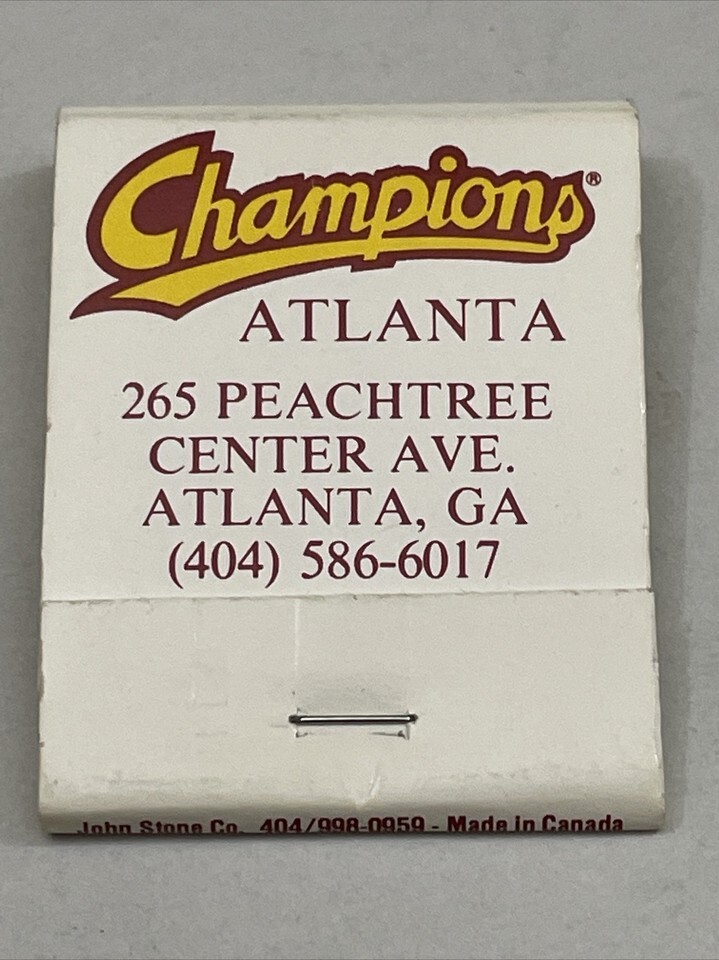 Champions®
ATLANTA
265 PEACHTREE
CENTER AVE.
ATLANTA, GA
(404) 586-6017
John Stone Co. 404/998-0959 - Made in Canada